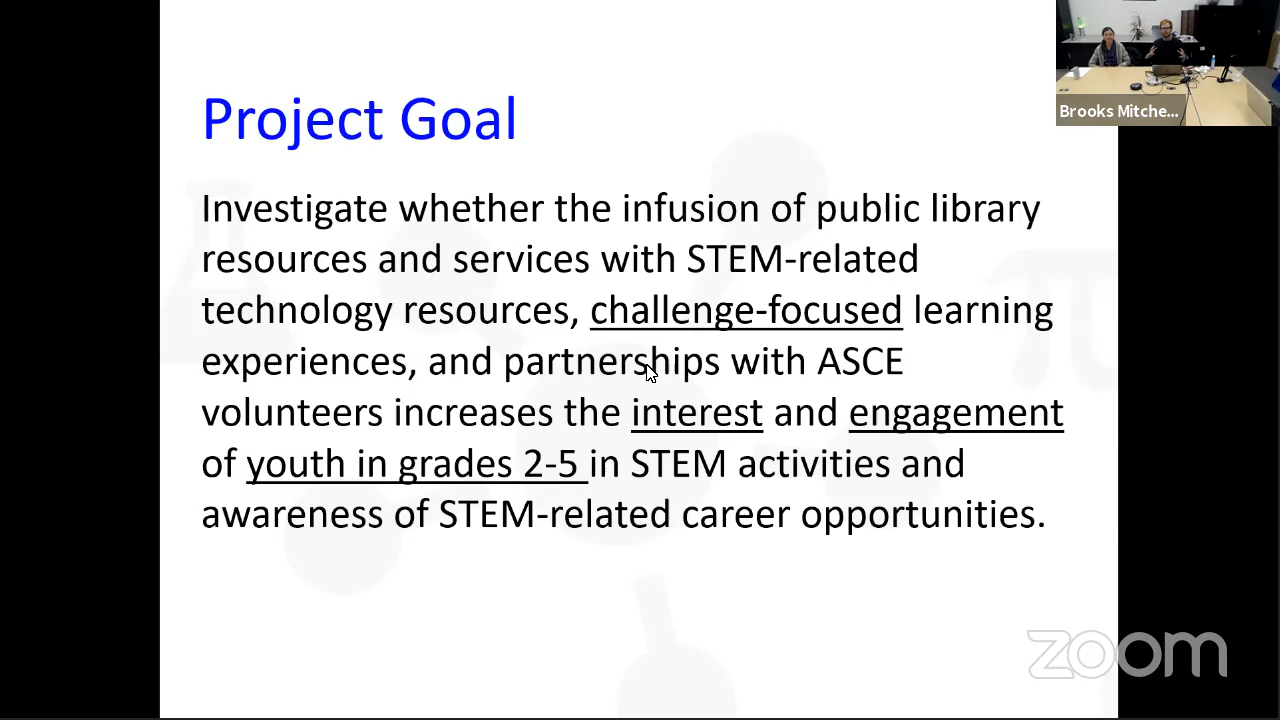 Project Goal
Investigate whether the infusion of public library
resources and services with STEM-related
technology resources, challenge-focused learning
experiences, and partnerships with ASCE
volunteers increases the interest and engagement
of youth in grades 2-5 in STEM activities and
awareness of STEM-related career opportunities.
Brooks Mitche...
zoom
π